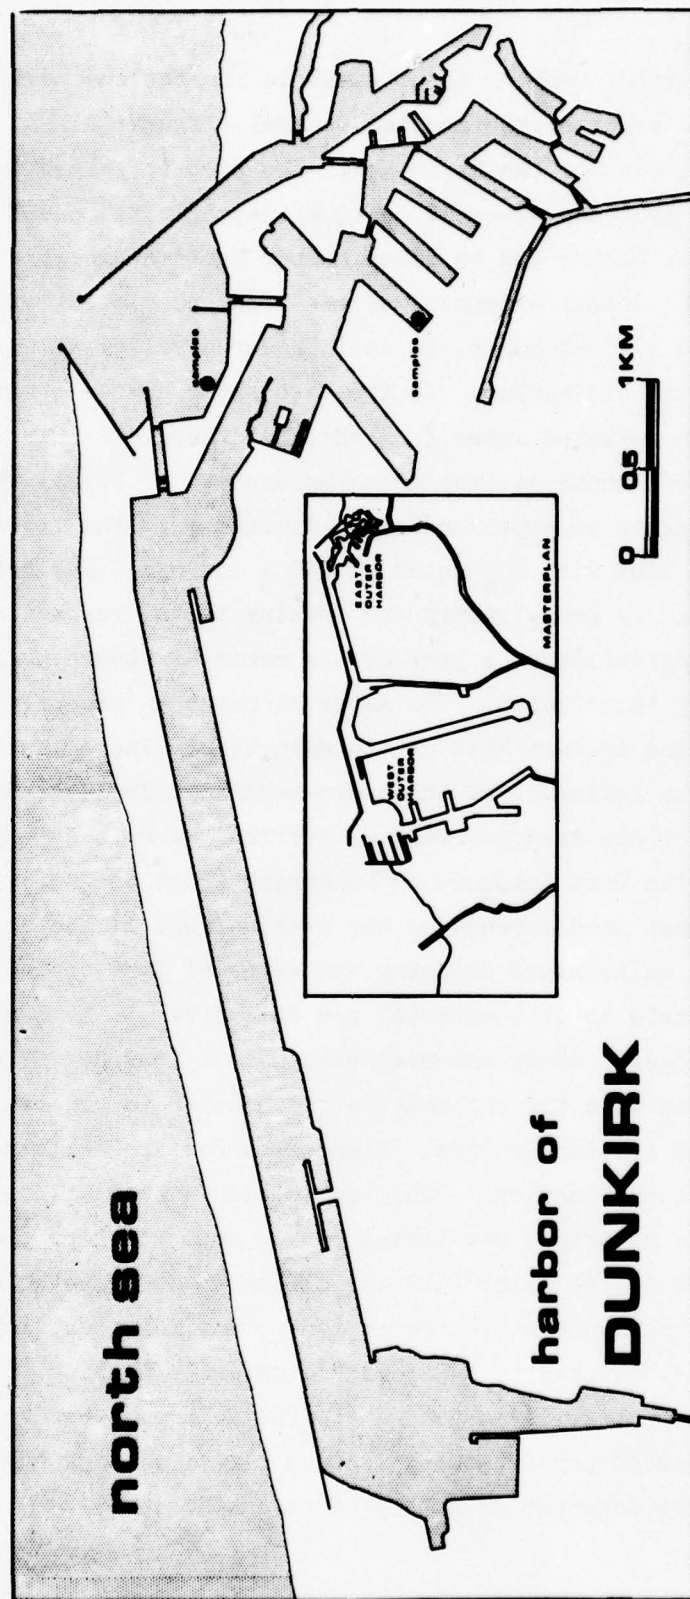 north sea
samples
samples
EAST
OUTER
HARBOR
WEST
OUTER
HARBOR
MASTERPLAN
harbor of
DUNKIRK
0 0.5 1KM